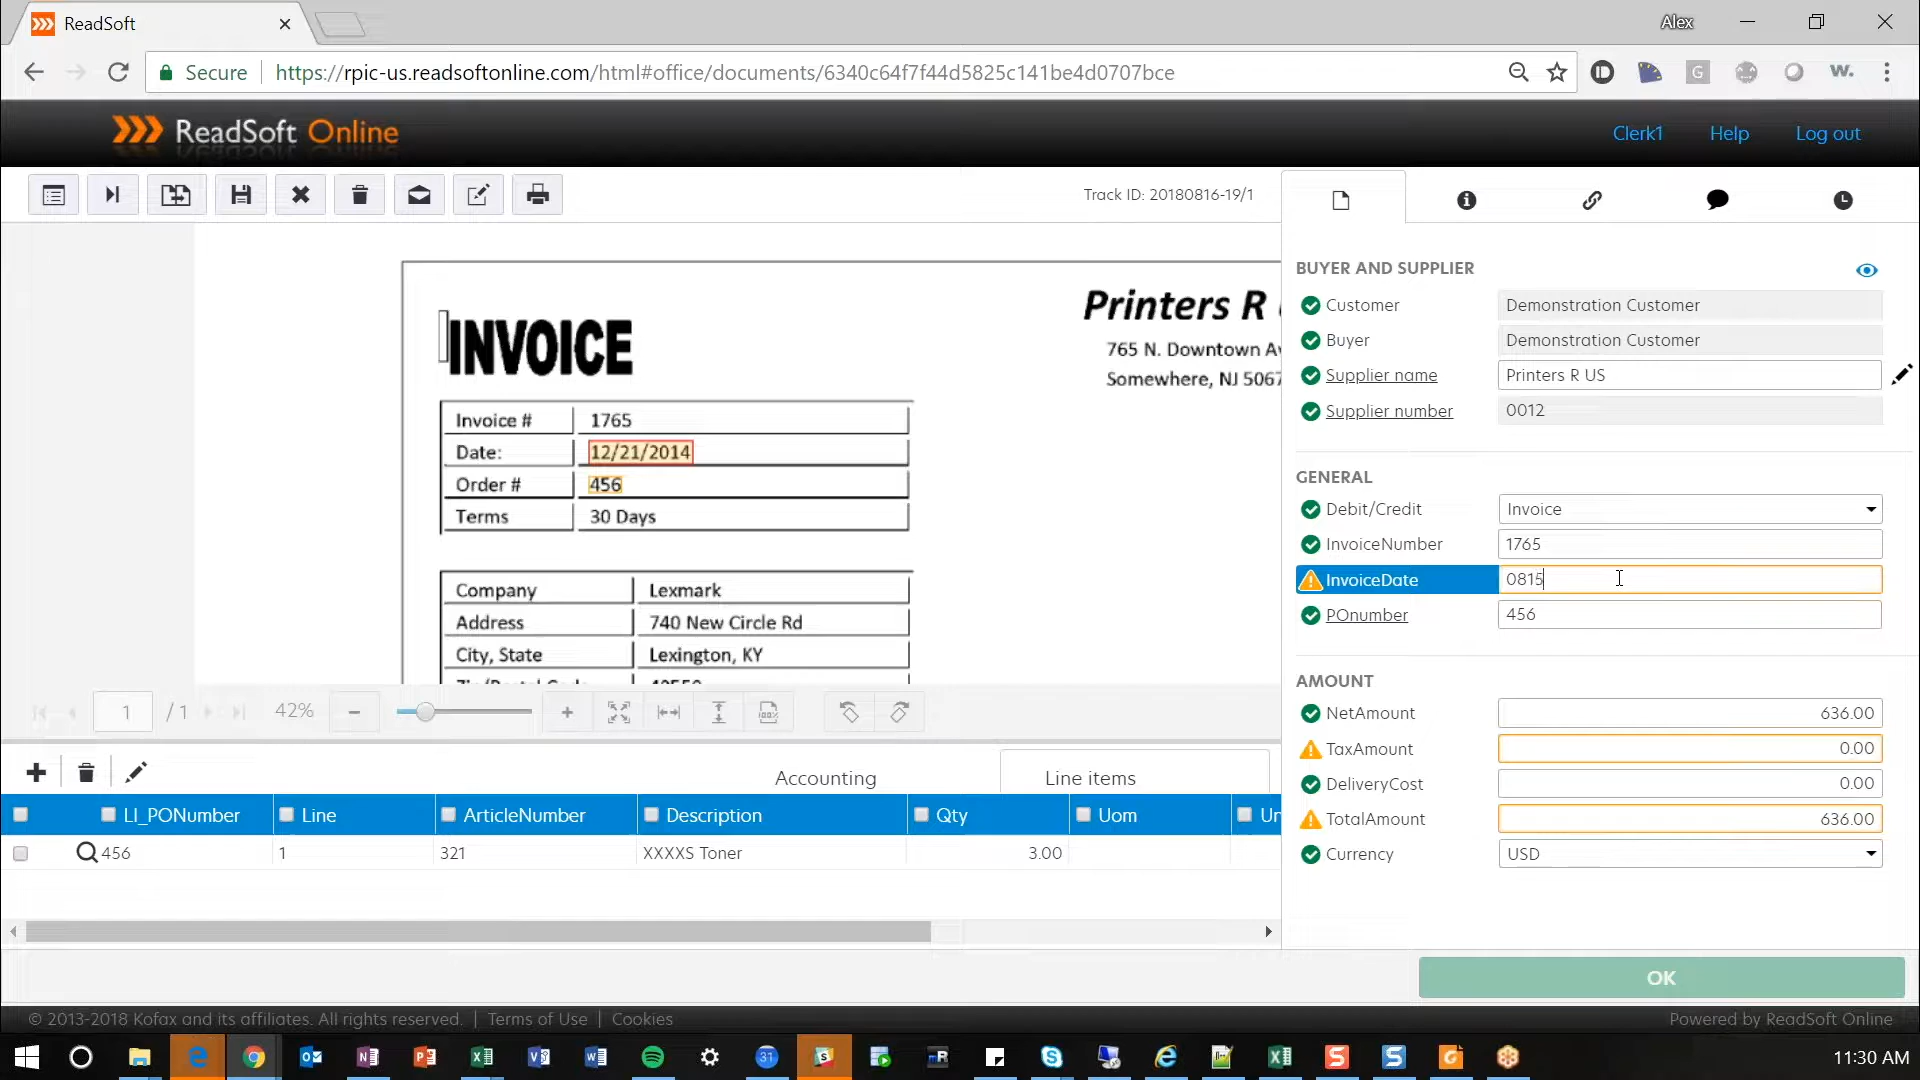 ReadSoft
Alex
Secure
https://rpic-us.readsoftonline.com/html#office/documents/6340c64f7f44d5825c141be4d0707bce
ReadSoft Online
Clerk1
Help
Log out
Track ID: 20180816-19/1
INVOICE
Printers R
765 N. Downtown Av
Somewhere, NJ 5067
Invoice # 1765
Date: 12/21/2014
Order # 456
Terms 30 Days
Company Lexmark
Address 740 New Circle Rd
City, State Lexington, KY
1 / 1
42%
Accounting
Line items
LI_PONumber Line ArticleNumber Description Qty Uom Un
456 1 321 XXXXS Toner 3.00
BUYER AND SUPPLIER
Customer Demonstration Customer
Buyer Demonstration Customer
Supplier name Printers R US
Supplier number 0012
GENERAL
Debit/Credit Invoice
InvoiceNumber 1765
InvoiceDate 0815
POnumber 456
AMOUNT
NetAmount 636.00
TaxAmount 0.00
DeliveryCost 0.00
TotalAmount 636.00
Currency USD
OK
© 2013-2018 Kofax and its affiliates. All rights reserved. | Terms of Use | Cookies
Powered by ReadSoft Online
11:30 AM